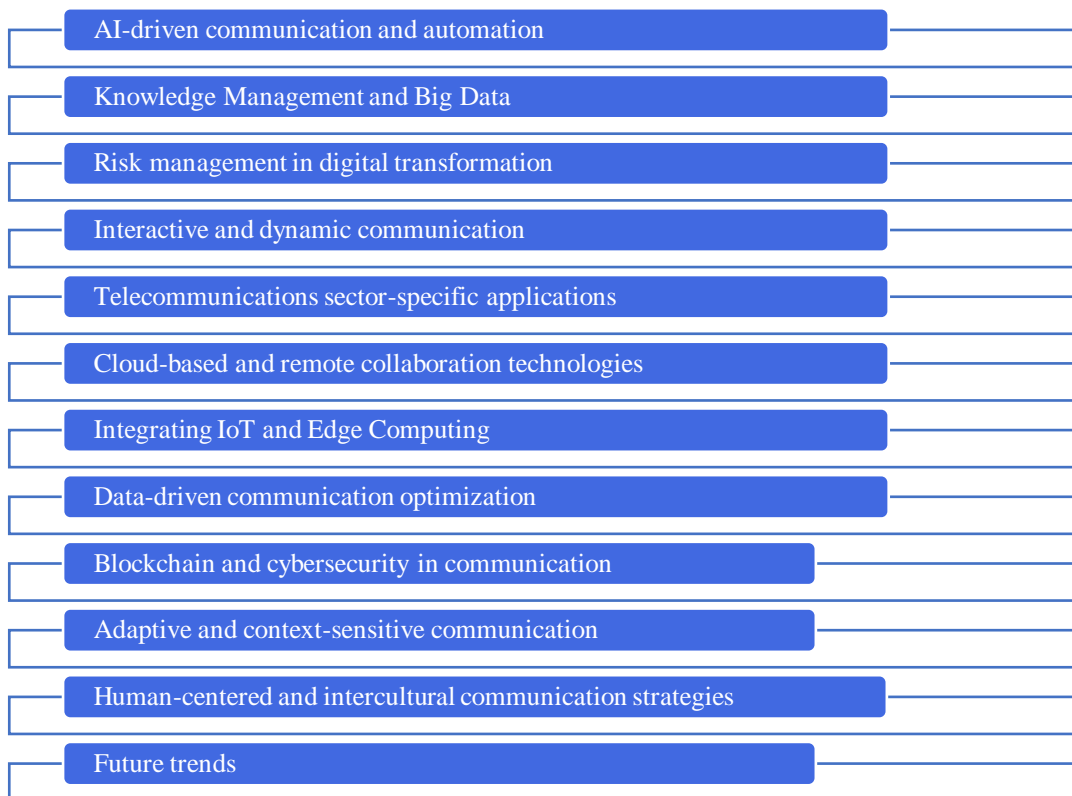 AI-driven communication and automation
Knowledge Management and Big Data
Risk management in digital transformation
Interactive and dynamic communication
Telecommunications sector-specific applications
Cloud-based and remote collaboration technologies
Integrating IoT and Edge Computing
Data-driven communication optimization
Blockchain and cybersecurity in communication
Adaptive and context-sensitive communication
Human-centered and intercultural communication strategies
Future trends